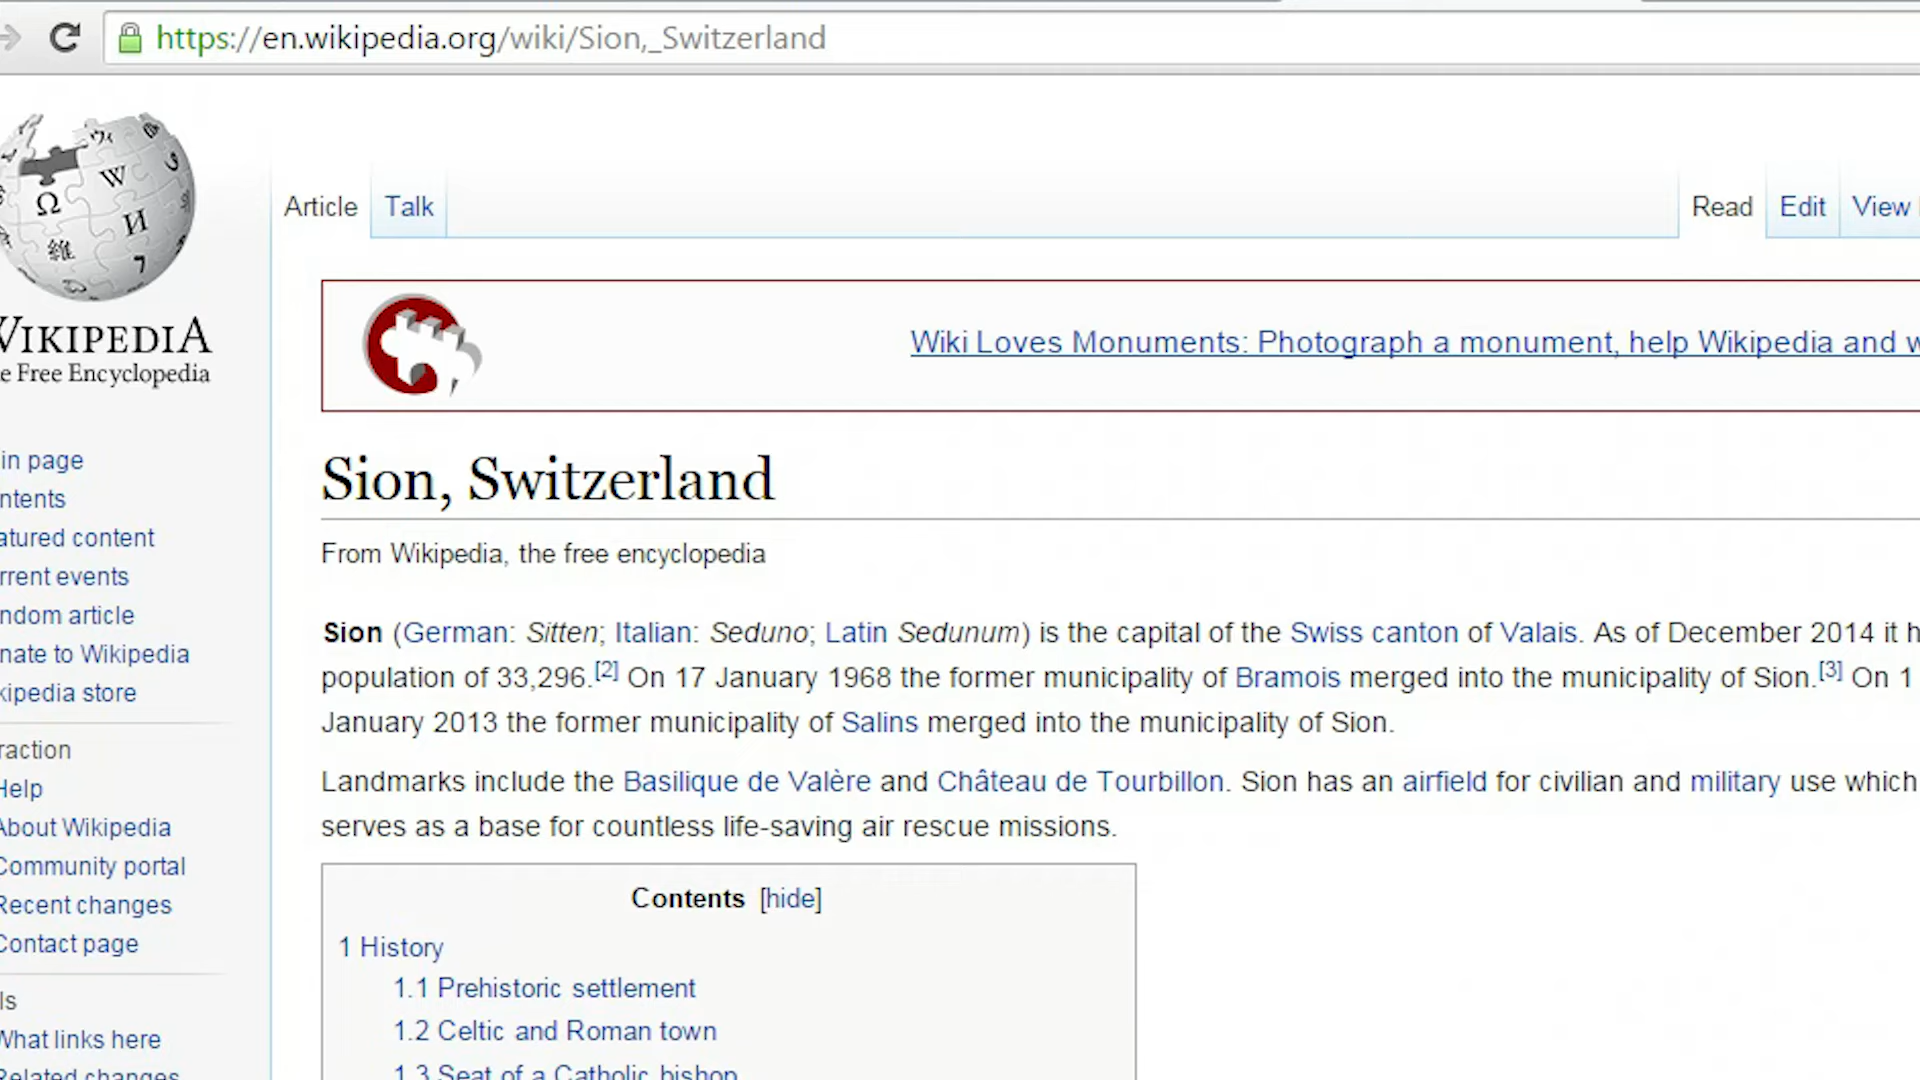 https://en.wikipedia.org/wiki/Sion,_Switzerland
Article Talk Read Edit View
WIKIPEDIA
Free Encyclopedia
Wiki Loves Monuments: Photograph a monument, help Wikipedia and
Sion, Switzerland
From Wikipedia, the free encyclopedia
Sion (German: Sitten; Italian: Seduno; Latin Sedunum) is the capital of the Swiss canton of Valais. As of December 2014 it
population of 33,296.[2] On 17 January 1968 the former municipality of Bramois merged into the municipality of Sion.[3] On 1
January 2013 the former municipality of Salins merged into the municipality of Sion.
Landmarks include the Basilique de Valère and Château de Tourbillon. Sion has an airfield for civilian and military use which
serves as a base for countless life-saving air rescue missions.
Contents [hide]
1 History
1.1 Prehistoric settlement
1.2 Celtic and Roman town
1.3 Seat of a Catholic bishop
in page
ntents
atured content
rrent events
ndom article
nate to Wikipedia
kipedia store
raction
Help
About Wikipedia
Community portal
Recent changes
Contact page
ls
What links here
Related changes